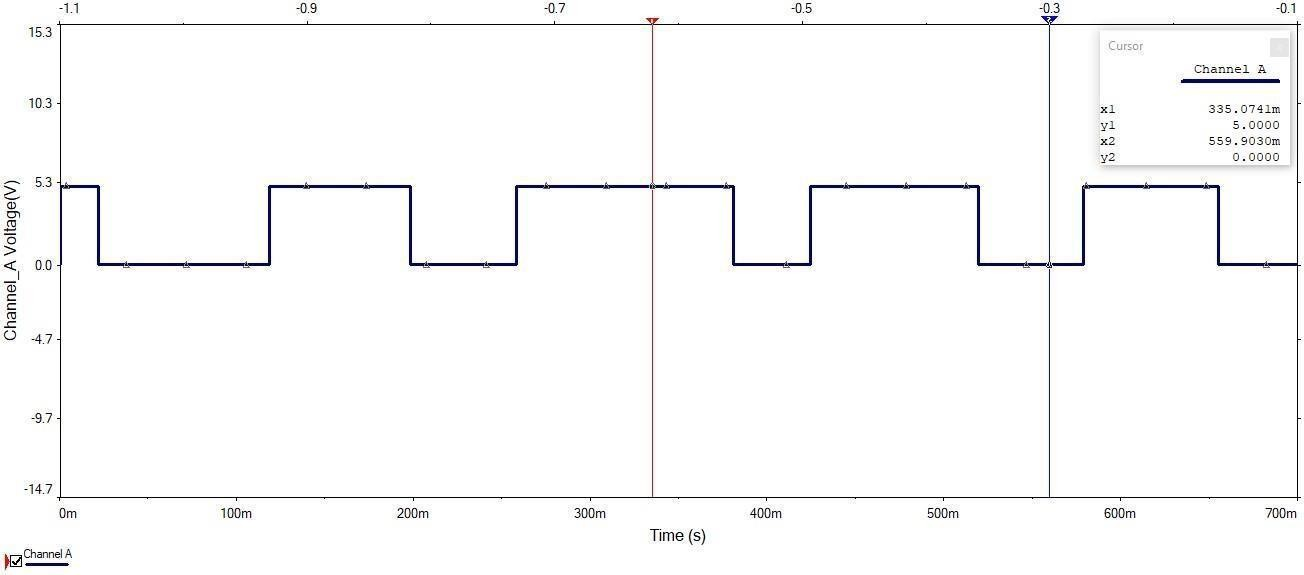 -1.1 -0.9 -0.7 -0.5 -0.3 -0.1
15.3
10.3
5.3
0.0
-4.7
-9.7
-14.7
Channel_A Voltage(V)
Cursor
Channel A
x1 335.0741m
y1 5.0000
x2 559.9030m
y2 0.0000
0m 100m 200m 300m 400m 500m 600m 700m
Time (s)
Channel A